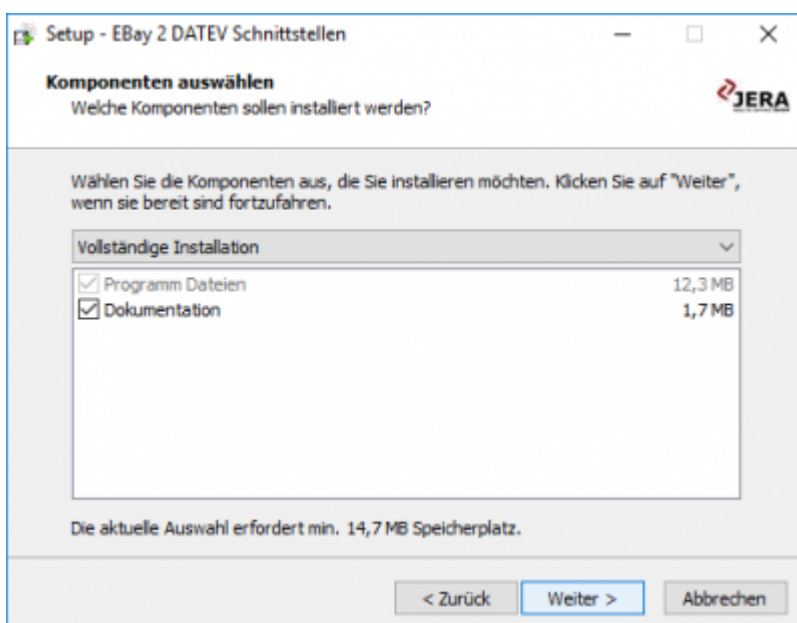 Setup - EBay 2 DATEV Schnittstellen
Komponenten auswählen
Welche Komponenten sollen installiert werden?
JERA
Wählen Sie die Komponenten aus, die Sie installieren möchten. Klicken Sie auf "Weiter",
wenn sie bereit sind fortzufahren.
Vollständige Installation
Programm Dateien 12,3 MB
Dokumentation 1,7 MB
Die aktuelle Auswahl erfordert min. 14,7 MB Speicherplatz.
< Zurück Weiter > Abbrechen